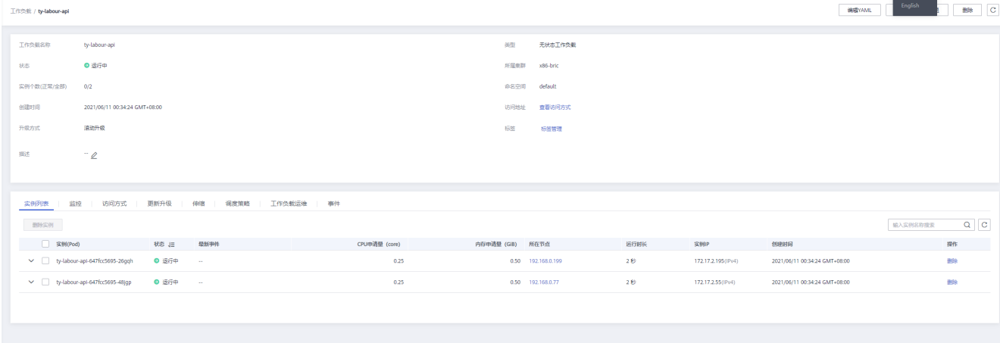 工作负载 / ty-labour-api
编辑YAML English 删除
工作负载名称 ty-labour-api 类型 无状态工作负载
状态 运行中 所属集群 x86-bric
实例个数(正常/全部) 0/2 命名空间 default
创建时间 2021/06/11 00:34:24 GMT+08:00 访问地址 查看访问方式
升级方式 滚动升级 标签 标签管理
描述 --
实例列表 监控 访问方式 更新升级 伸缩 调度策略 工作负载运维 事件
删除实例 输入实例名称搜索
实例(Pod) 状态 最新事件 CPU申请量 (core) 内存申请量 (GiB) 所在节点 运行时长 实例IP 创建时间 操作
ty-labour-api-647fcc5695-26gqh 运行中 -- 0.25 0.50 192.168.0.199 2 秒 172.17.2.195(IPv4) 2021/06/11 00:34:24 GMT+08:00 删除
ty-labour-api-647fcc5695-48jgp 运行中 -- 0.25 0.50 192.168.0.77 2 秒 172.17.2.55(IPv4) 2021/06/11 00:34:24 GMT+08:00 删除